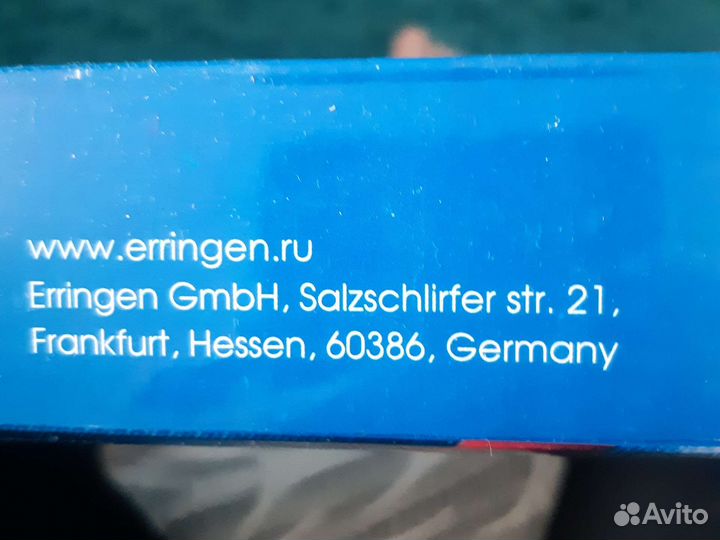 www.erringen.ru
Erringen GmbH, Salzschlirfer str. 21,
Frankfurt, Hessen, 60386, Germany
Avito